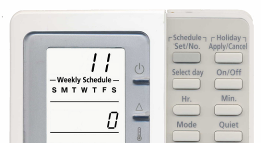 11
Weekly Schedule
S M T W T F S
0
Schedule Holiday
Set/No. Apply/Cancel
Select day On/Off
Hr. Min.
Mode Quiet